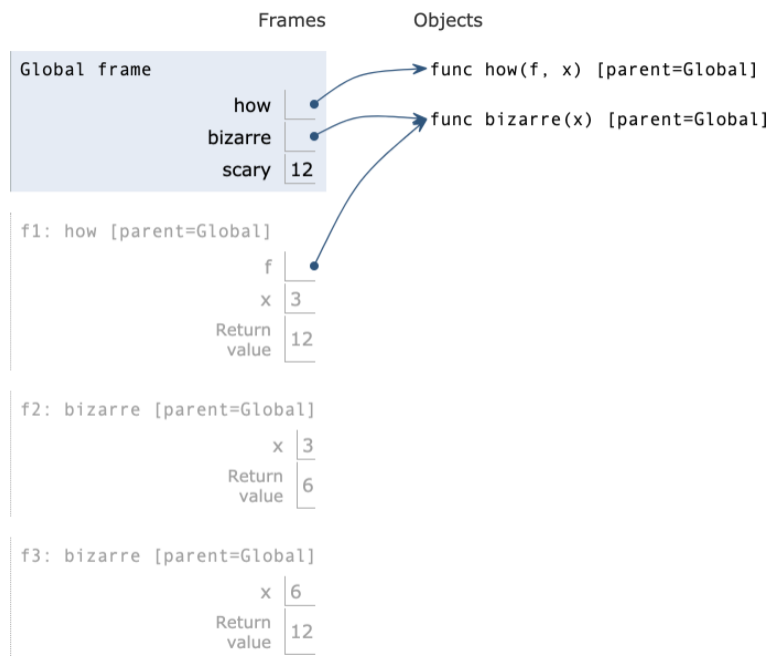 Frames Objects
Global frame
func how(f, x) [parent=Global]
how
func bizarre(x) [parent=Global]
bizarre
scary 12
f1: how [parent=Global]
f
x 3
Return
value 12
f2: bizarre [parent=Global]
x 3
Return
value 6
f3: bizarre [parent=Global]
x 6
Return
value 12